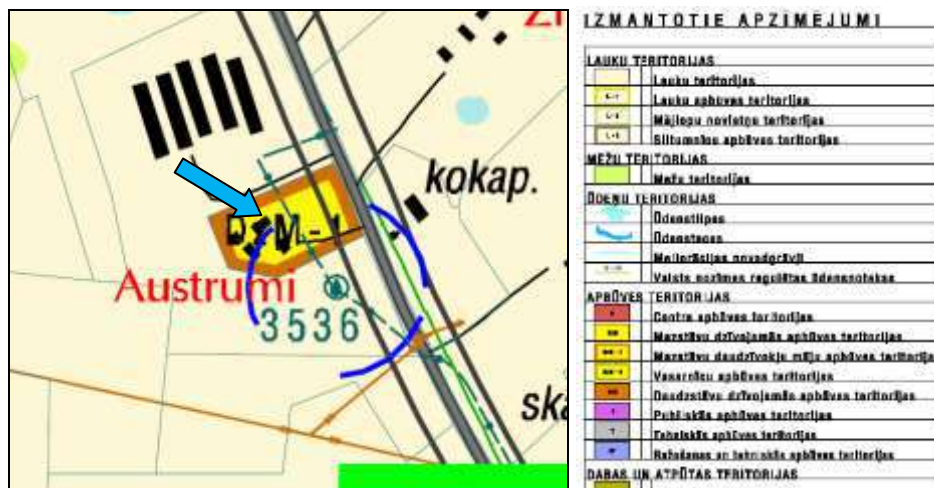 kokap.
Austrumi
3536
IZMANTOTIE APZĪMĒJUMI
LAUKU TERITORIJAS
Lauku teritorijas
Lauku apbūves teritorijas
Mājlopu novietņu teritorijas
Siltumnīcu apbūves teritorijas
MEŽU TERITORIJAS
Mežu teritorijas
ŪDEŅU TERITORIJAS
Ūdenstilpes
Ūdensteces
Meliorācijas novadgrāvji
Valsts nozīmes regulētas ūdensnotekas
APBŪVES TERITORIJAS
Centra apbūves teritorijas
Mazstāvu dzīvojamās apbūves teritorijas
Mazstāvu daudzdzīvokļu māju apbūves teritorijas
Vasarnīcu apbūves teritorijas
Daudzstāvu dzīvojamās apbūves teritorijas
Publiskās apbūves teritorijas
Tehniskās apbūves teritorijas
Ražošanas un tehniskās apbūves teritorijas
DABAS UN ATPŪTAS TERITORIJAS